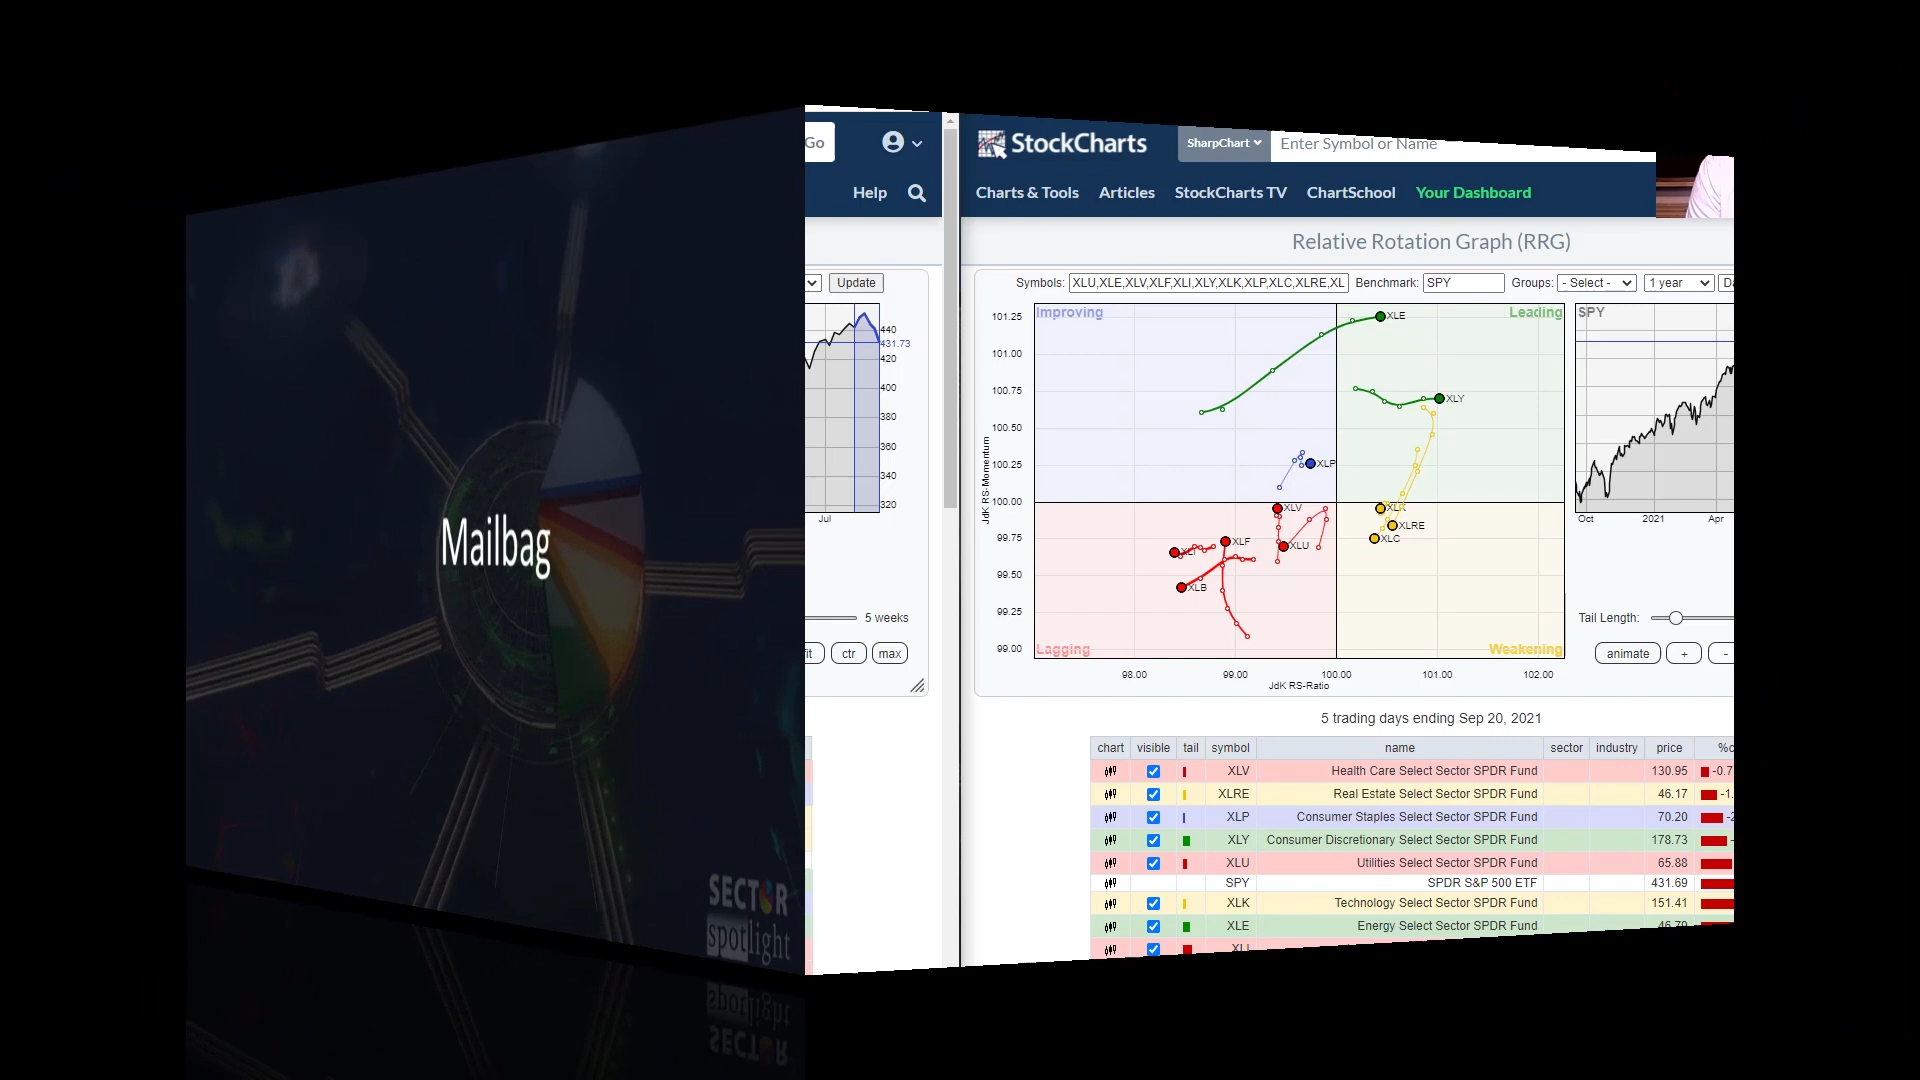 Mailbag
SECTOR
spotlight
Go
Help
Update
440
431.73
420
400
380
360
340
320
Jul
5 weeks
ctr
max
StockCharts
SharpChart
Enter Symbol or Name
Charts & Tools
Articles
StockCharts TV
ChartSchool
Your Dashboard
Relative Rotation Graph (RRG)
Symbols: XLU,XLE,XLV,XLF,XLI,XLY,XLK,XLP,XLC,XLRE,XL
Benchmark: SPY
Groups: - Select -
1 year
Improving
Leading
Lagging
Weakening
JdK RS-Momentum
101.25
101.00
100.75
100.50
100.25
100.00
99.75
99.50
99.25
99.00
98.00
99.00
100.00
101.00
102.00
JdK RS-Ratio
XLE
XLY
XLP
XLV
XLK
XLRE
XLC
XLU
XLF
XLI
XLB
SPY
Oct
2021
Apr
Tail Length:
animate
+
-
5 trading days ending Sep 20, 2021
chart visible tail symbol name sector industry price
XLV Health Care Select Sector SPDR Fund 130.95 -0.7
XLRE Real Estate Select Sector SPDR Fund 46.17 -1.
XLP Consumer Staples Select Sector SPDR Fund 70.20
XLY Consumer Discretionary Select Sector SPDR Fund 178.73
XLU Utilities Select Sector SPDR Fund 65.88
SPY SPDR S&P 500 ETF 431.69
XLK Technology Select Sector SPDR Fund 151.41
XLE Energy Select Sector SPDR Fund 46.79
XLI